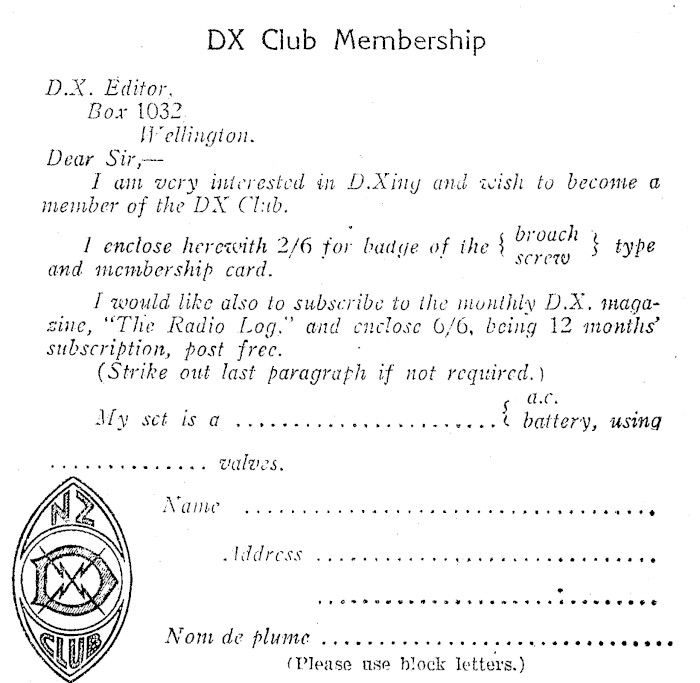 DX Club Membership
D.X. Editor,
Box 1032
Wellington.
Dear Sir,—
I am very interested in D.Xing and wish to become a
member of the DX Club.
I enclose herewith 2/6 for badge of the { broach
screw } type
and membership card.
I would like also to subscribe to the monthly D.X. maga-
zine, "The Radio Log," and enclose 6/6, being 12 months'
subscription, post free.
(Strike out last paragraph if not required.)
My set is a ........................ { a.c.
battery, using
.............. valves.
Name ....................................
Address ..............................
..............................
Nom de plume ..............................
(Please use block letters.)
NZ
DX
CLUB